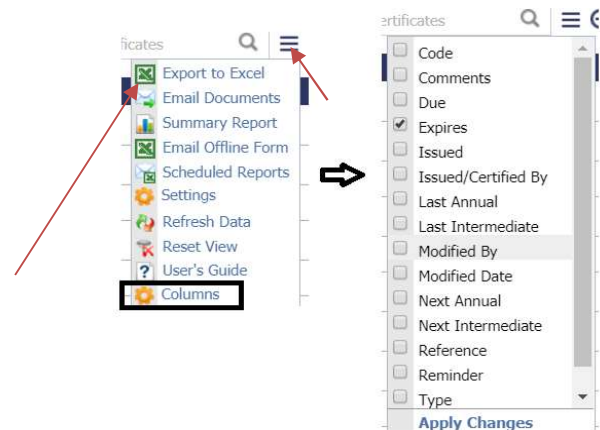 ficates
Export to Excel
Email Documents
Summary Report
Email Offline Form
Scheduled Reports
Settings
Refresh Data
Reset View
User's Guide
Columns
ertificates
Code
Comments
Due
Expires
Issued
Issued/Certified By
Last Annual
Last Intermediate
Modified By
Modified Date
Next Annual
Next Intermediate
Reference
Reminder
Type
Apply Changes